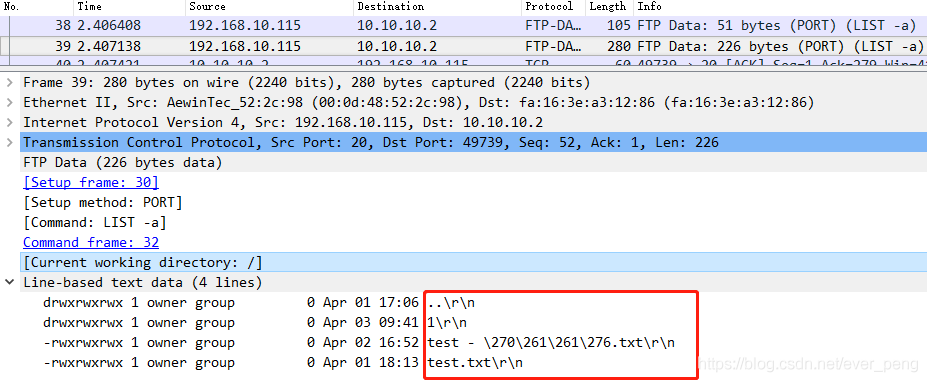 No. Time Source Destination Protocol Length Info
38 2.406408 192.168.10.115 10.10.10.2 FTP-DA… 105 FTP Data: 51 bytes (PORT) (LIST -a)
39 2.407138 192.168.10.115 10.10.10.2 FTP-DA… 280 FTP Data: 226 bytes (PORT) (LIST -a)
40 2.407421 10.10.10.2 192.168.10.115 TCP 60 49739 → 20 [ACK] Seq=1 Ack=279
Frame 39: 280 bytes on wire (2240 bits), 280 bytes captured (2240 bits)
Ethernet II, Src: AewinTec_52:2c:98 (00:0d:48:52:2c:98), Dst: fa:16:3e:a3:12:86 (fa:16:3e:a3:12:86)
Internet Protocol Version 4, Src: 192.168.10.115, Dst: 10.10.10.2
Transmission Control Protocol, Src Port: 20, Dst Port: 49739, Seq: 52, Ack: 1, Len: 226
FTP Data (226 bytes data)
[Setup frame: 30]
[Setup method: PORT]
[Command: LIST -a]
Command frame: 32
[Current working directory: /]
Line-based text data (4 lines)
drwxrwxrwx 1 owner group 0 Apr 01 17:06 ..\r\n
drwxrwxrwx 1 owner group 0 Apr 03 09:41 1\r\n
-rwxrwxrwx 1 owner group 0 Apr 02 16:52 test - \270\261\261\276.txt\r\n
-rwxrwxrwx 1 owner group 0 Apr 01 18:13 test.txt\r\n
https://blog.csdn.net/ever_peng